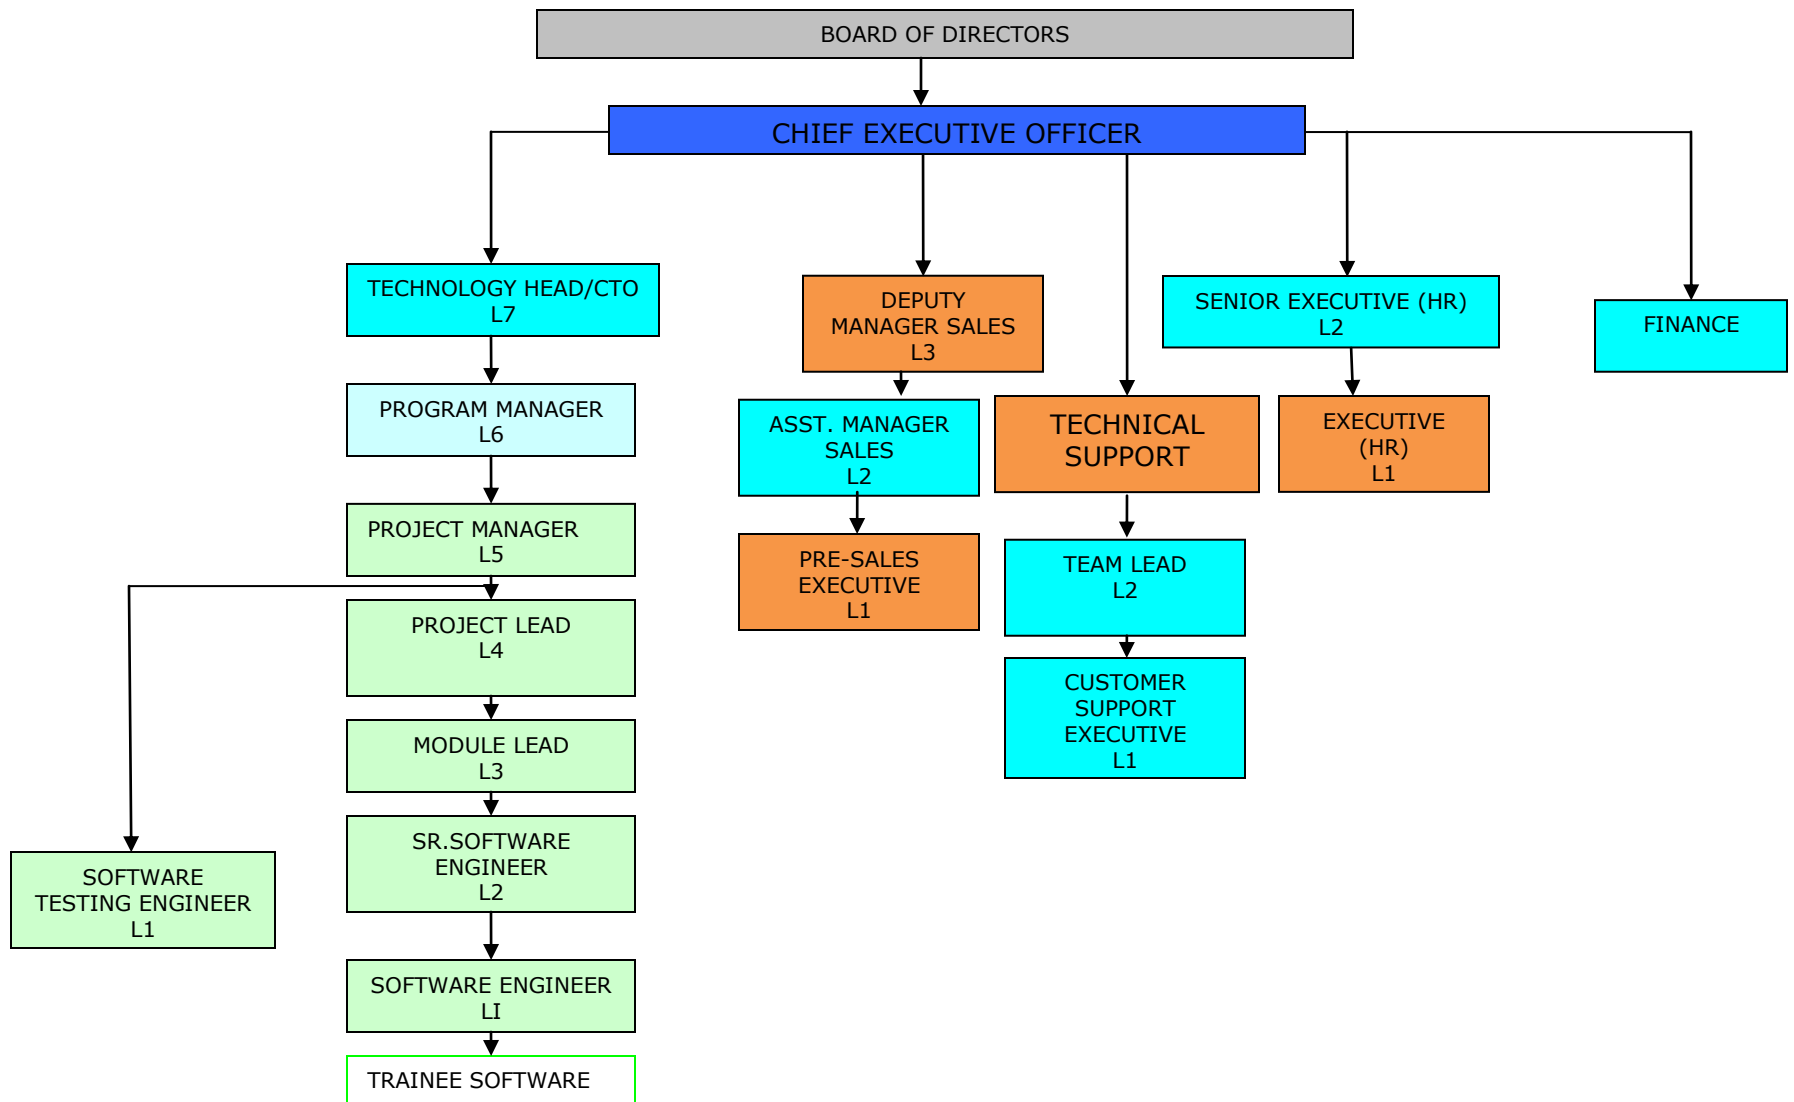 BOARD OF DIRECTORS
CHIEF EXECUTIVE OFFICER
TECHNOLOGY HEAD/CTO
L7
PROGRAM MANAGER
L6
PROJECT MANAGER
L5
PROJECT LEAD
L4
MODULE LEAD
L3
SR.SOFTWARE
ENGINEER
L2
SOFTWARE
TESTING ENGINEER
L1
SOFTWARE ENGINEER
LI
TRAINEE SOFTWARE
DEPUTY
MANAGER SALES
L3
ASST. MANAGER
SALES
L2
PRE-SALES
EXECUTIVE
L1
TECHNICAL
SUPPORT
TEAM LEAD
L2
CUSTOMER
SUPPORT
EXECUTIVE
L1
SENIOR EXECUTIVE (HR)
L2
EXECUTIVE
(HR)
L1
FINANCE